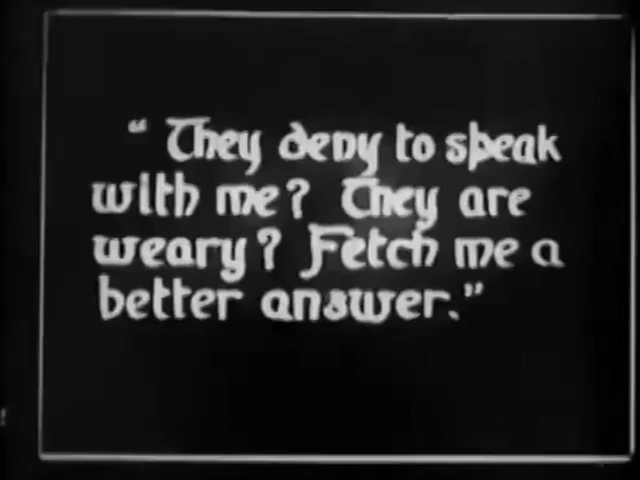 “ They deny to speak
with me? They are
weary? Fetch me a
better answer.”